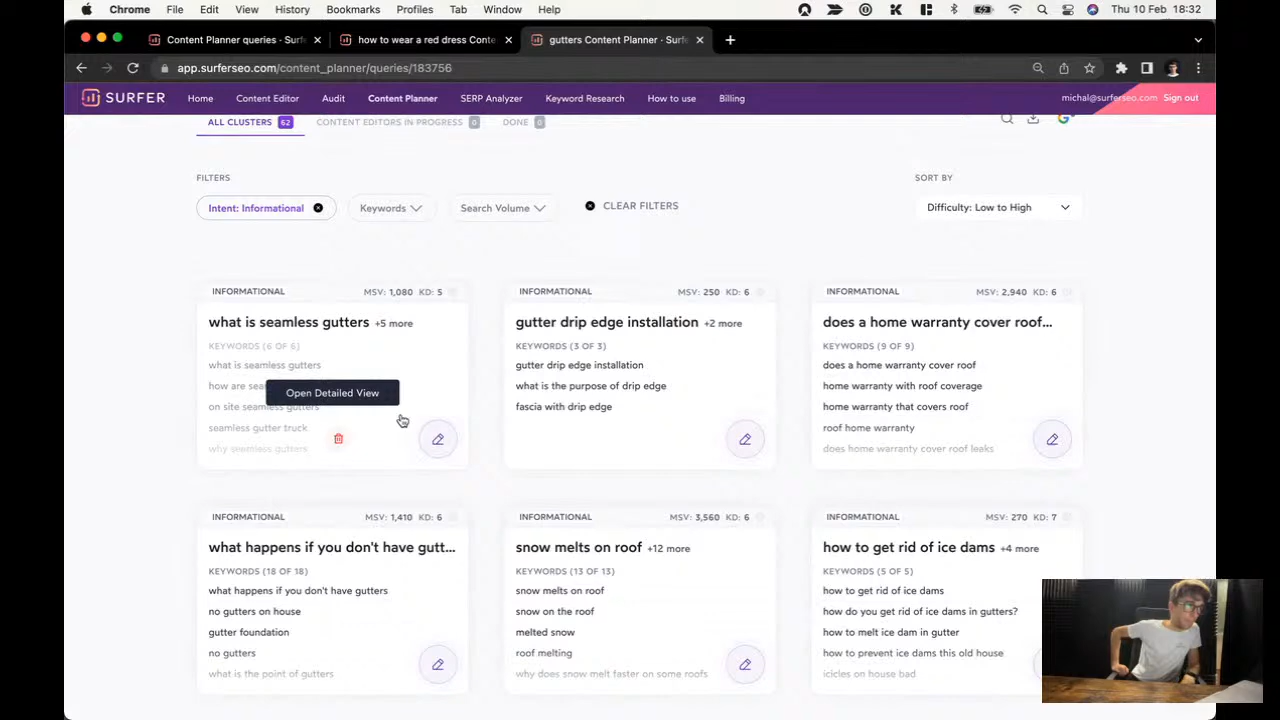 Chrome File Edit View History Bookmarks Profiles Tab Window Help Thu 10 Feb 18:32
Content Planner queries - Surfe
how to wear a red dress Conte
gutters Content Planner · Surfe
app.surferseo.com/content_planner/queries/183756
SURFER Home Content Editor Audit Content Planner SERP Analyzer Keyword Research How to use Billing michal@surferseo.com Sign out
ALL CLUSTERS 62 CONTENT EDITORS IN PROGRESS 0 DONE 0
FILTERS
SORT BY
Intent: Informational Keywords Search Volume CLEAR FILTERS
Difficulty: Low to High
INFORMATIONAL MSV: 1,080 KD: 5
what is seamless gutters +5 more
KEYWORDS (6 OF 6)
what is seamless gutters
how are sea
Open Detailed View
on site seamless gutters
seamless gutter truck
why seemless gutters
INFORMATIONAL MSV: 250 KD: 6
gutter drip edge installation +2 more
KEYWORDS (3 OF 3)
gutter drip edge installation
what is the purpose of drip edge
fascia with drip edge
INFORMATIONAL MSV: 2,940 KD: 6
does a home warranty cover roof...
KEYWORDS (9 OF 9)
does a home warranty cover roof
home warranty with roof coverage
home warranty that covers roof
roof home warranty
does home warranty cover roof leaks
INFORMATIONAL MSV: 1,410 KD: 6
what happens if you don't have gutt...
KEYWORDS (18 OF 18)
what happens if you don't have gutters
no gutters on house
gutter foundation
no gutters
what is the point of gutters
INFORMATIONAL MSV: 3,560 KD: 6
snow melts on roof +12 more
KEYWORDS (13 OF 13)
snow melts on roof
snow on the roof
melted snow
roof melting
why does snow melt faster on some roofs
INFORMATIONAL MSV: 270 KD: 7
how to get rid of ice dams +4 more
KEYWORDS (5 OF 5)
how to get rid of ice dams
how do you get rid of ice dams in gutters?
how to melt ice dam in gutter
how to prevent ice dams this old house
icicles on house bad